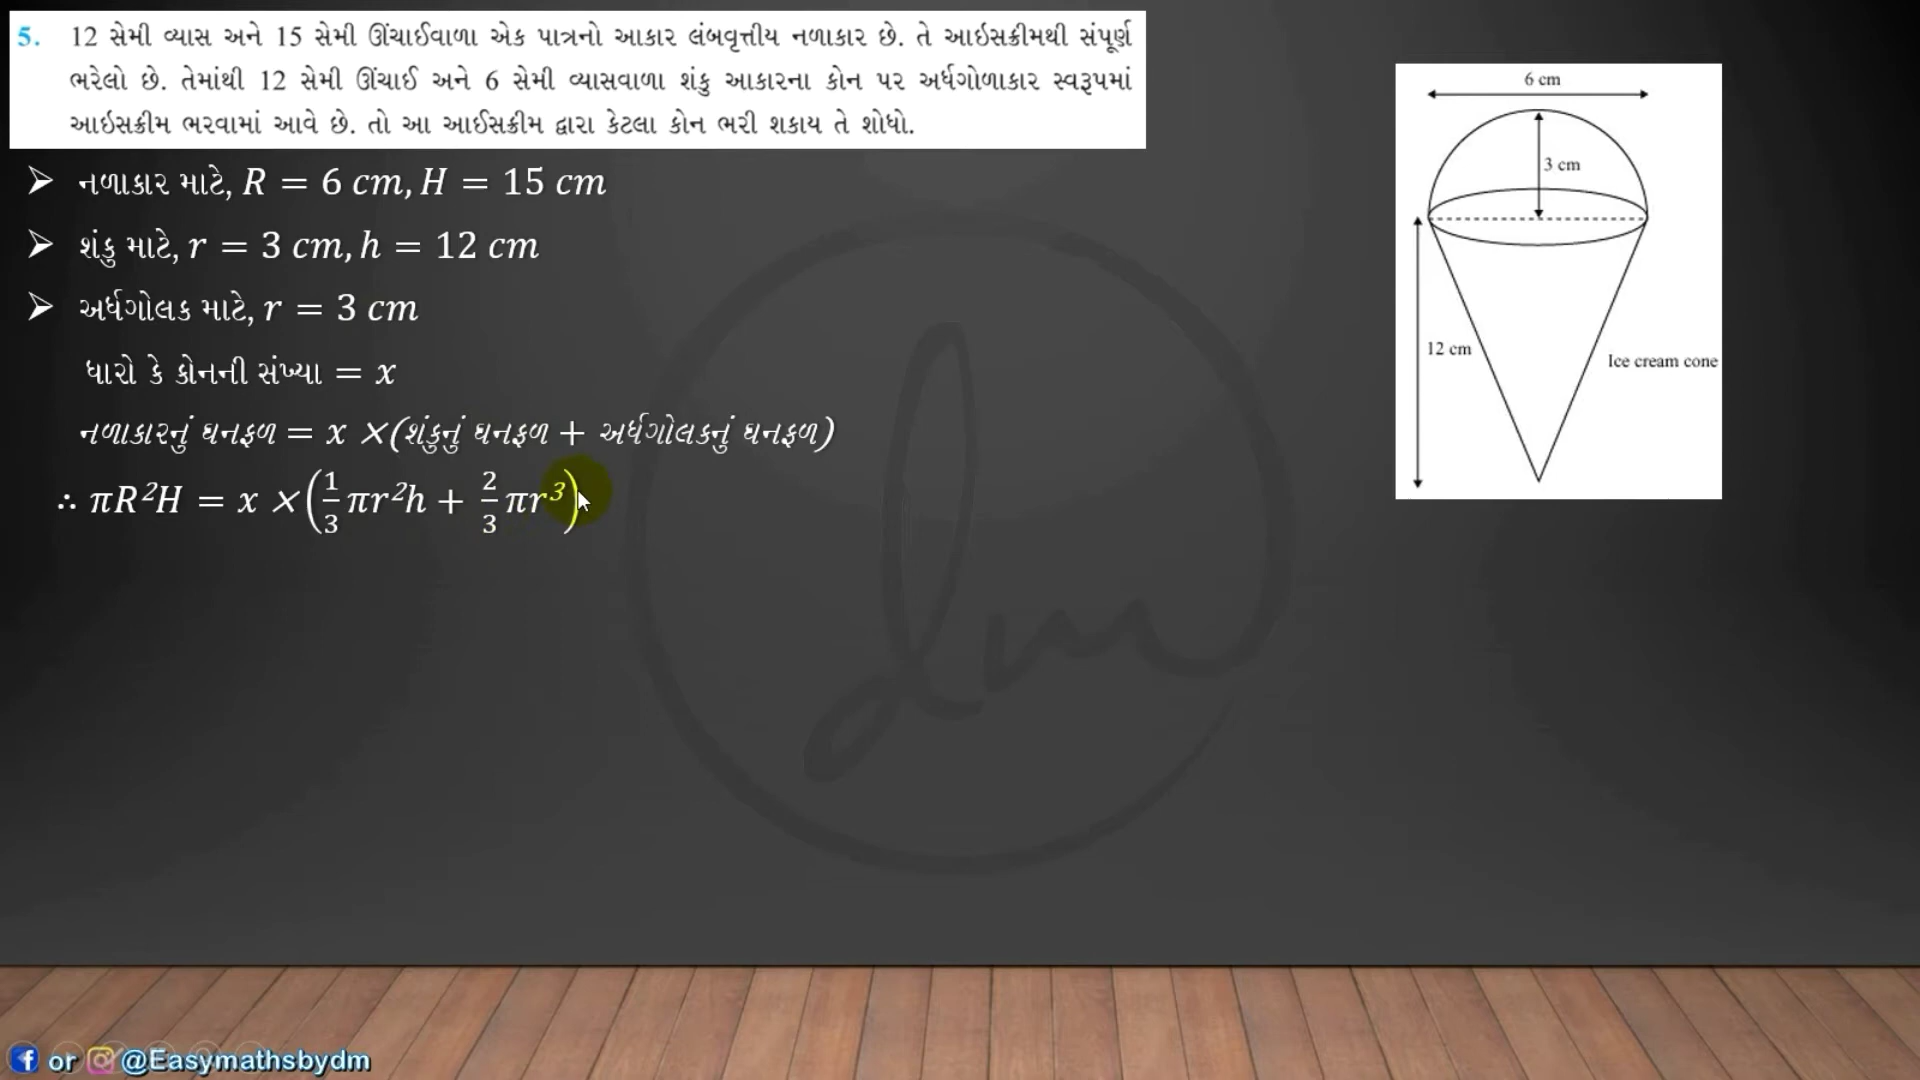 5. 12 સેમી વ્યાસ અને 15 સેમી ઊંચાઈવાળા એક પાત્રનો આકાર લંબવૃત્તીય નળાકાર છે. તે આઇસક્રીમથી સંપૂર્ણ
ભરેલો છે. તેમાંથી 12 સેમી ઊંચાઈ અને 6 સેમી વ્યાસવાળા શંકુ આકારના કોન પર અર્ધગોળાકાર સ્વરૂપમાં
આઇસક્રીમ ભરવામાં આવે છે. તો આ આઈસક્રીમ દ્વારા કેટલા કોન ભરી શકાય તે શોધો.
➢ નળાકાર માટે, R = 6 cm, H = 15 cm
➢ શંકુ માટે, r = 3 cm, h = 12 cm
➢ અર્ધગોલક માટે, r = 3 cm
ધારો કે કોનની સંખ્યા = x
નળાકારનું ઘનફળ = x ×(શંકુનું ઘનફળ + અર્ધગોલકનું ઘનફળ)
∴ πR²H = x ×(1/3 πr²h + 2/3 πr³)
6 cm
3 cm
12 cm
Ice cream cone
dm
f or @Easymathsbydm